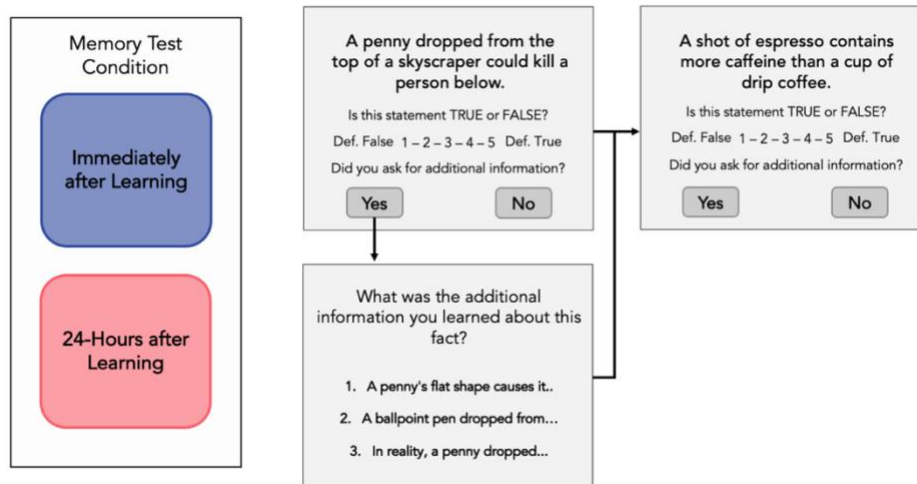 Memory Test
Condition
Immediately
after Learning
24-Hours after
Learning
A penny dropped from the
top of a skyscraper could kill a
person below.
Is this statement TRUE or FALSE?
Def. False 1 – 2 – 3 – 4 – 5 Def. True
Did you ask for additional information?
Yes No
What was the additional
information you learned about this
fact?
1. A penny's flat shape causes it..
2. A ballpoint pen dropped from...
3. In reality, a penny dropped...
A shot of espresso contains
more caffeine than a cup of
drip coffee.
Is this statement TRUE or FALSE?
Def. False 1 – 2 – 3 – 4 – 5 Def. True
Did you ask for additional information?
Yes No